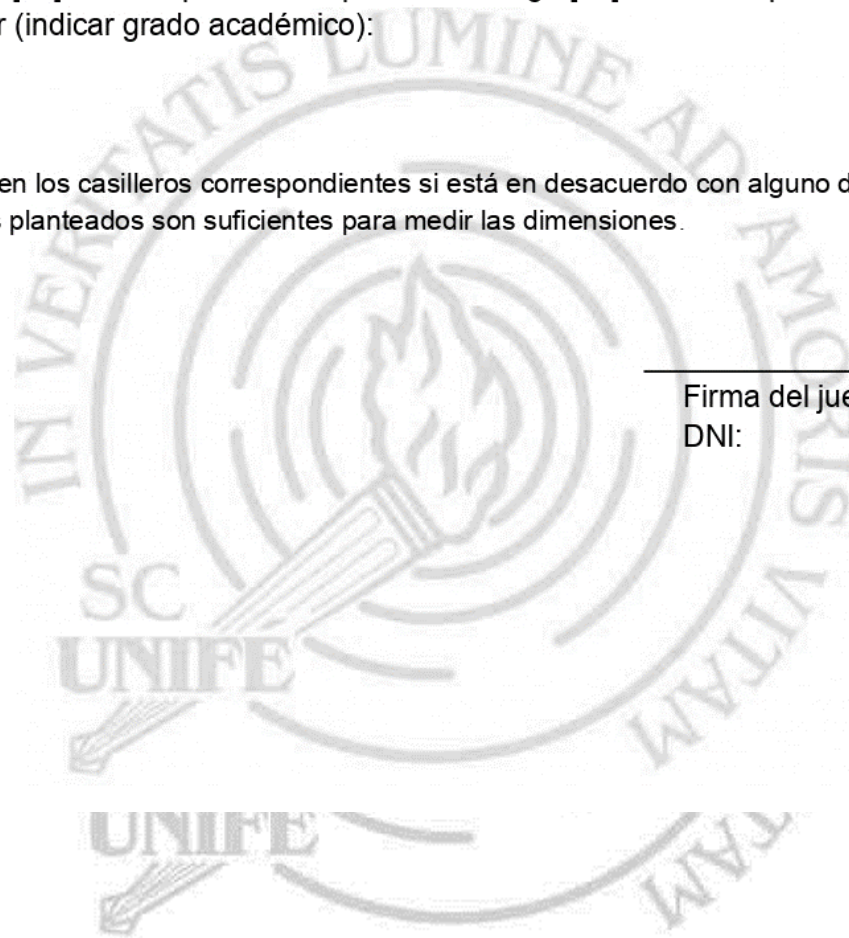 r (indicar grado académico):
en los casilleros correspondientes si está en desacuerdo con alguno d
s planteados son suficientes para medir las dimensiones.
Firma del jue
DNI:
IN VERITATIS LUMINE AD AMORIS VITAM
SC
UNIFE
UNIFE
TAM